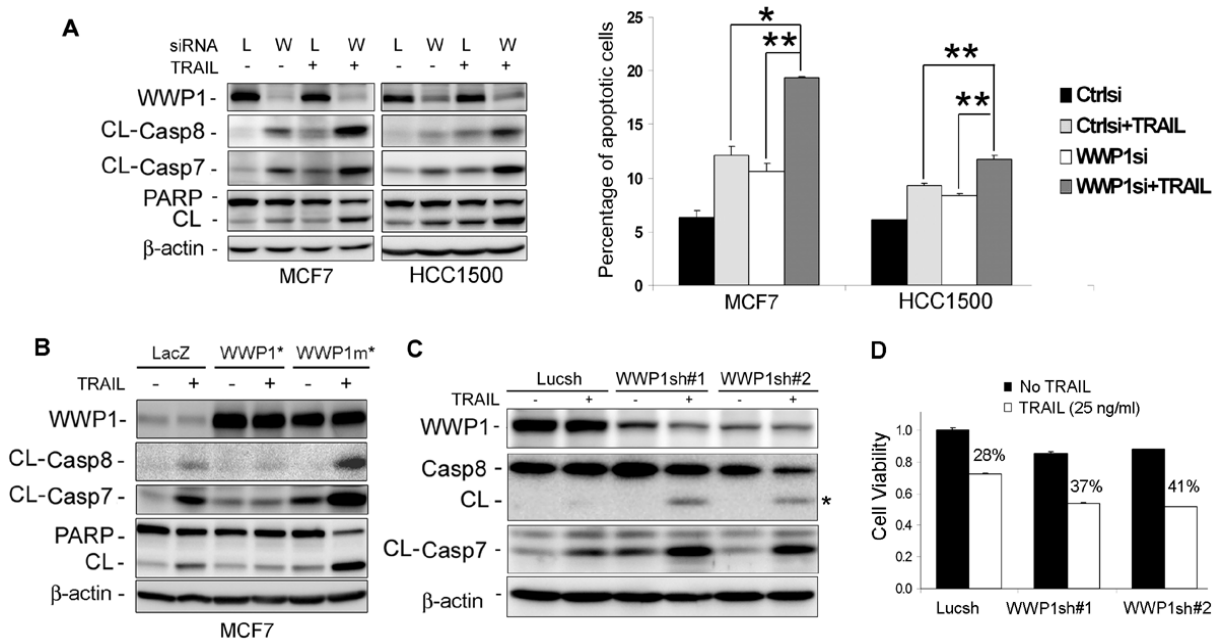 A
siRNA L W L W L W L W
TRAIL - - + + - - + +
WWP1-
CL-Casp8 -
CL-Casp7 -
PARP -
CL -
β-actin -
MCF7 HCC1500
Percentage of apoptotic cells
25
20
15
10
5
0
* **
** **
MCF7 HCC1500
Ctrlsi
Ctrlsi+TRAIL
WWP1si
WWP1si+TRAIL
B
LacZ WWP1* WWP1m*
TRAIL - + - + - +
WWP1-
CL-Casp8 -
CL-Casp7 -
PARP -
CL -
β-actin -
MCF7
C
Lucsh WWP1sh#1 WWP1sh#2
TRAIL - + - + - +
WWP1-
Casp8 -
CL - *
CL-Casp7 -
β-actin -
D
No TRAIL
TRAIL (25 ng/ml)
Cell Viability
1.0
0.8
0.6
0.4
0.2
0.0
28% 37% 41%
Lucsh WWP1sh#1 WWP1sh#2